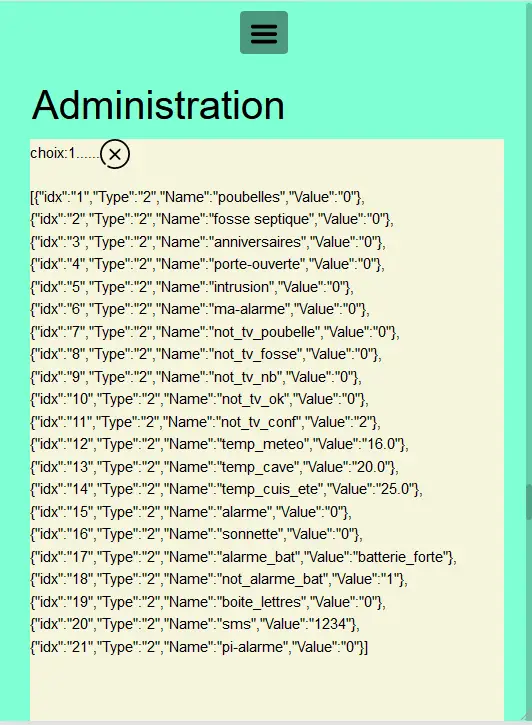 Administration
choix:1......
[{"idx":"1","Type":"2","Name":"poubelles","Value":"0"},
{"idx":"2","Type":"2","Name":"fosse septique","Value":"0"},
{"idx":"3","Type":"2","Name":"anniversaires","Value":"0"},
{"idx":"4","Type":"2","Name":"porte-ouverte","Value":"0"},
{"idx":"5","Type":"2","Name":"intrusion","Value":"0"},
{"idx":"6","Type":"2","Name":"ma-alarme","Value":"0"},
{"idx":"7","Type":"2","Name":"not_tv_poubelle","Value":"0"},
{"idx":"8","Type":"2","Name":"not_tv_fosse","Value":"0"},
{"idx":"9","Type":"2","Name":"not_tv_nb","Value":"0"},
{"idx":"10","Type":"2","Name":"not_tv_ok","Value":"0"},
{"idx":"11","Type":"2","Name":"not_tv_conf","Value":"2"},
{"idx":"12","Type":"2","Name":"temp_meteo","Value":"16.0"},
{"idx":"13","Type":"2","Name":"temp_cave","Value":"20.0"},
{"idx":"14","Type":"2","Name":"temp_cuis_ete","Value":"25.0"},
{"idx":"15","Type":"2","Name":"alarme","Value":"0"},
{"idx":"16","Type":"2","Name":"sonnette","Value":"0"},
{"idx":"17","Type":"2","Name":"alarme_bat","Value":"batterie_forte"},
{"idx":"18","Type":"2","Name":"not_alarme_bat","Value":"1"},
{"idx":"19","Type":"2","Name":"boite_lettres","Value":"0"},
{"idx":"20","Type":"2","Name":"sms","Value":"1234"},
{"idx":"21","Type":"2","Name":"pi-alarme","Value":"0"}]